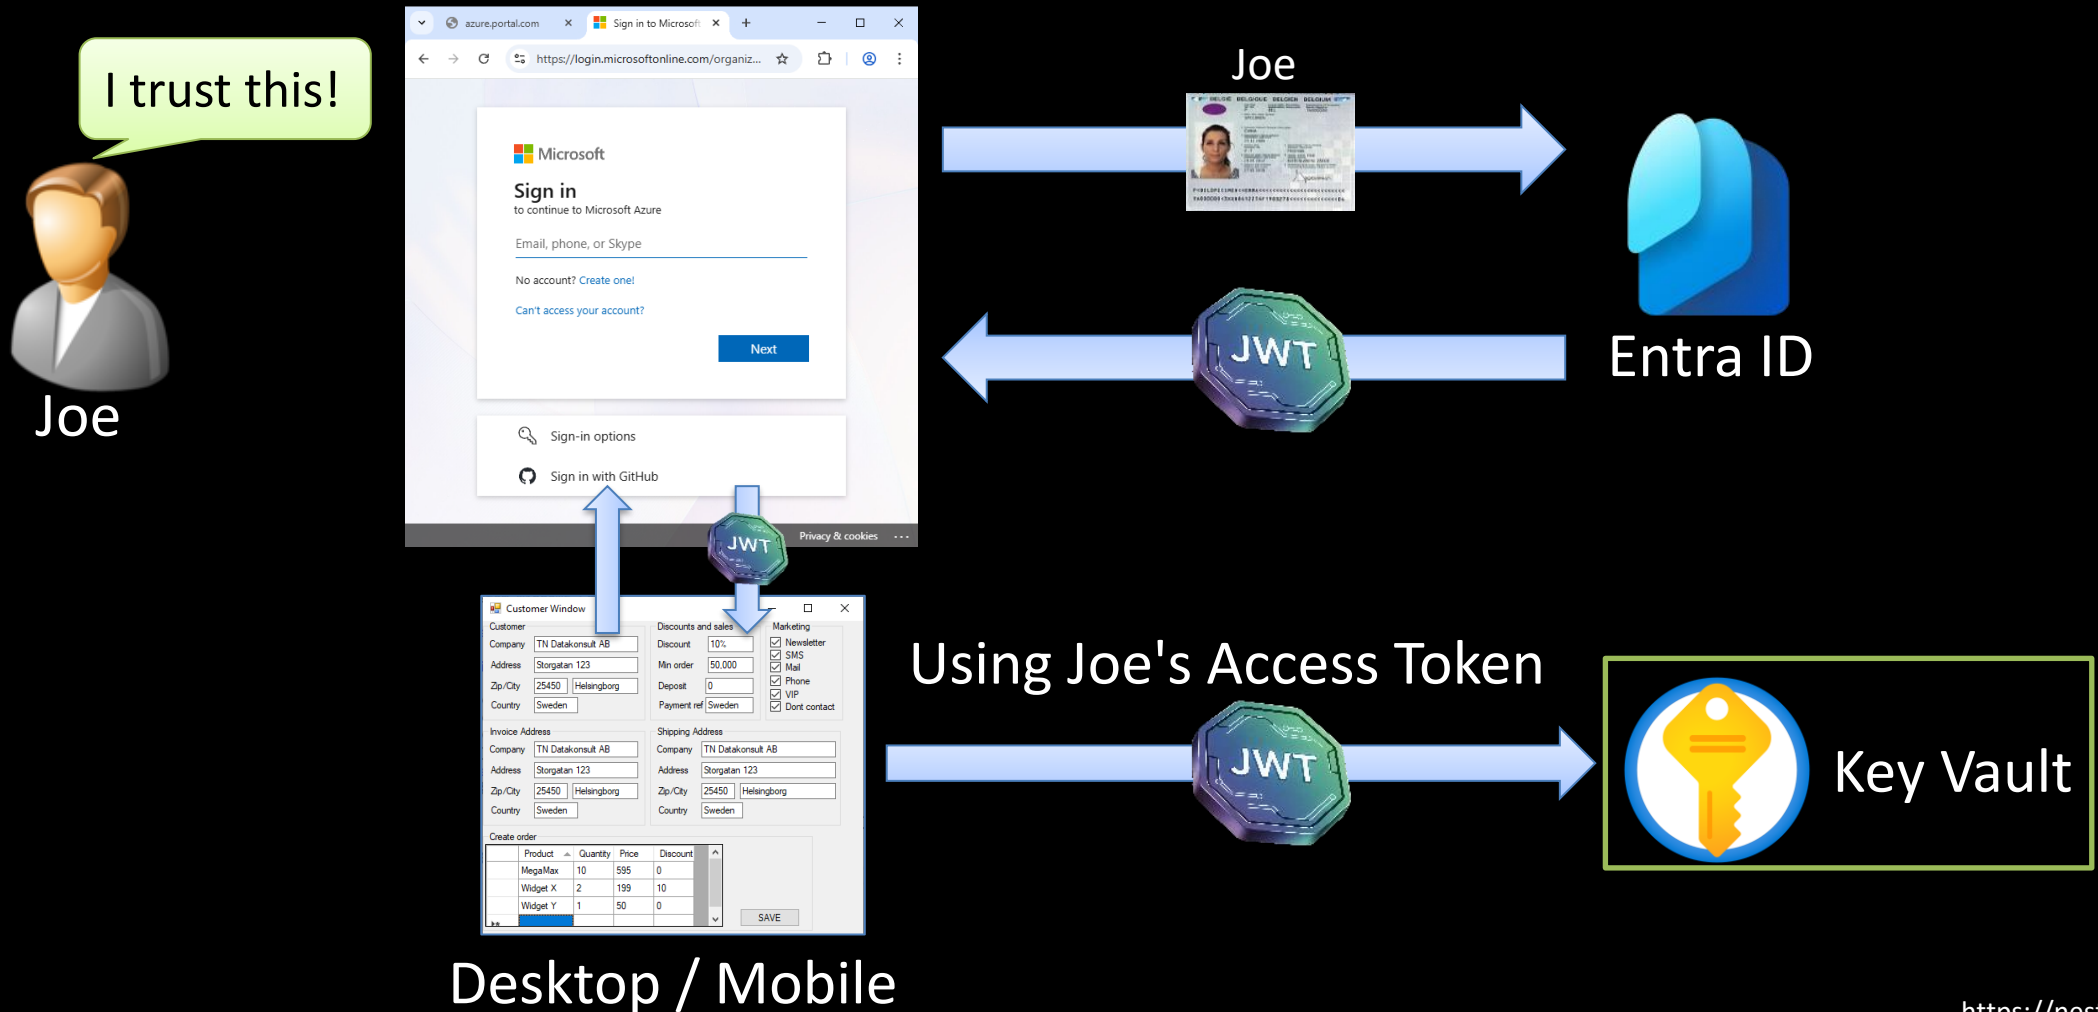 I trust this!
Joe
azure.portal.com
Sign in to Microsoft
https://login.microsoftonline.com/organiz...
Microsoft
Sign in
to continue to Microsoft Azure
Email, phone, or Skype
No account? Create one!
Can't access your account?
Next
Sign-in options
Sign in with GitHub
Privacy & cookies ...
JWT
Joe
BELGIË BELGIQUE BELGIEN BELGIUM
JWT
Entra ID
Customer Window
Customer
Company TN Datakonsult AB
Address Storgatan 123
Zip/City 25450 Helsingborg
Country Sweden
Discounts and sales
Discount 10%
Min order 50,000
Deposit 0
Payment ref Sweden
Marketing
Newsletter
SMS
Mail
Phone
VIP
Dont contact
Invoice Address
Company TN Datakonsult AB
Address Storgatan 123
Zip/City 25450 Helsingborg
Country Sweden
Shipping Address
Company TN Datakonsult AB
Address Storgatan 123
Zip/City 25450 Helsingborg
Country Sweden
Create order
Product Quantity Price Discount
MegaMax 10 595 0
Widget X 2 199 10
Widget Y 1 50 0
SAVE
Desktop / Mobile
Using Joe's Access Token
JWT
Key Vault